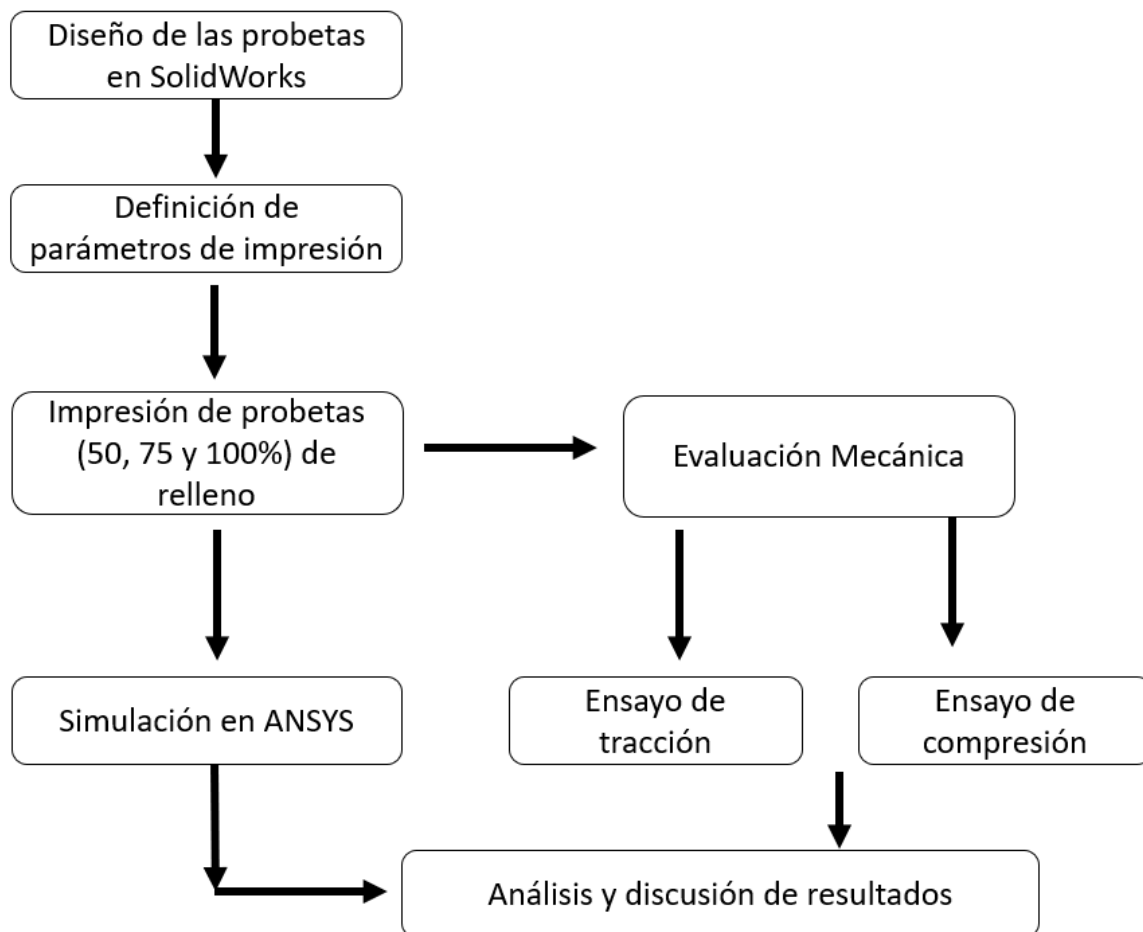 Diseño de las probetas
en SolidWorks
Definición de
parámetros de impresión
Impresión de probetas
(50, 75 y 100%) de
relleno
Evaluación Mecánica
Simulación en ANSYS
Ensayo de
tracción
Ensayo de
compresión
Análisis y discusión de resultados